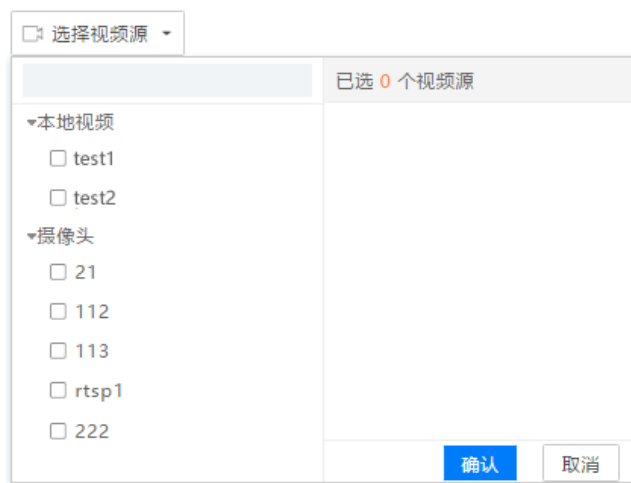 选择视频源
已选 0 个视频源
本地视频
test1
test2
摄像头
21
112
113
rtsp1
222
确认
取消